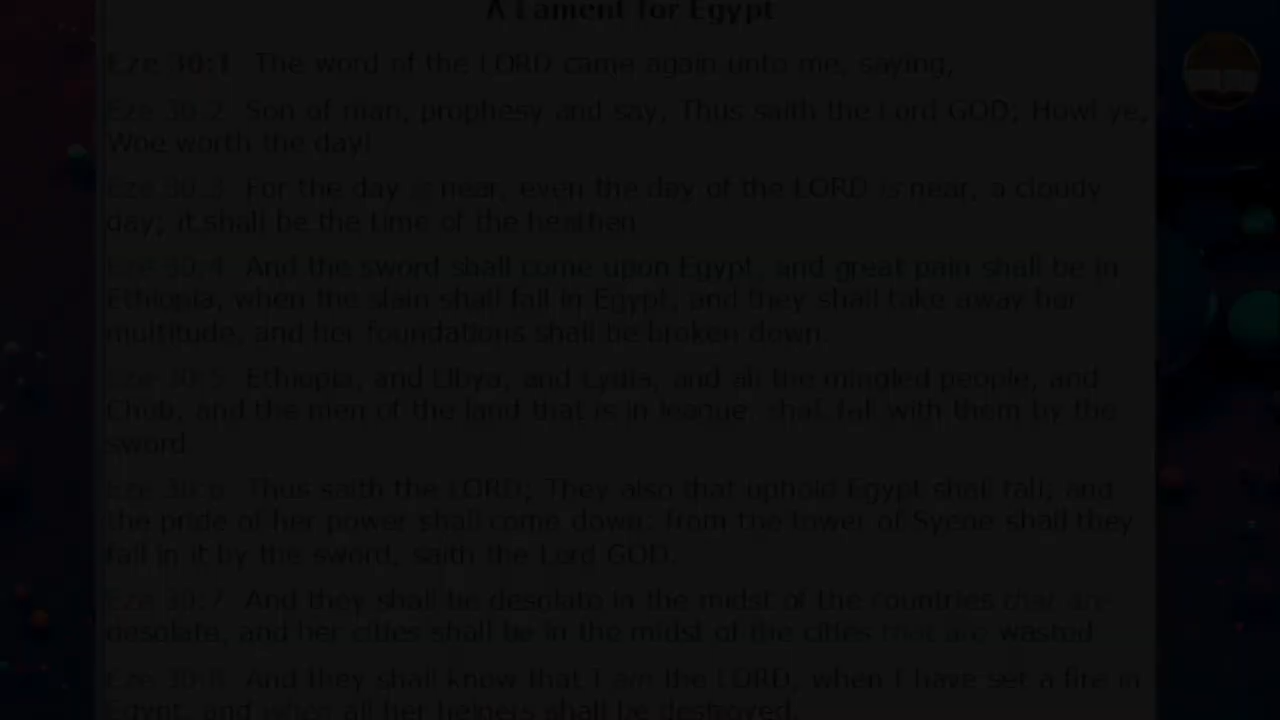 A Lament for Egypt
Eze 30:1 The word of the LORD came again unto me, saying,
Eze 30:2 Son of man, prophesy and say, Thus saith the Lord GOD; Howl ye,
Woe worth the day!
Eze 30:3 For the day is near, even the day of the LORD is near, a cloudy
day; it shall be the time of the heathen.
Eze 30:4 And the sword shall come upon Egypt, and great pain shall be in
Ethiopia, when the slain shall fall in Egypt, and they shall take away her
multitude, and her foundations shall be broken down.
Eze 30:5 Ethiopia, and Libya, and Lydia, and all the mingled people, and
Chub, and the men of the land that is in league, shall fall with them by the
sword.
Eze 30:6 Thus saith the LORD; They also that uphold Egypt shall fall; and
the pride of her power shall come down: from the tower of Syene shall they
fall in it by the sword, saith the Lord GOD.
Eze 30:7 And they shall be desolate in the midst of the countries that are
desolate, and her cities shall be in the midst of the cities that are wasted.
Eze 30:8 And they shall know that I am the LORD, when I have set a fire in
Egypt, and when all her helpers shall be destroyed.